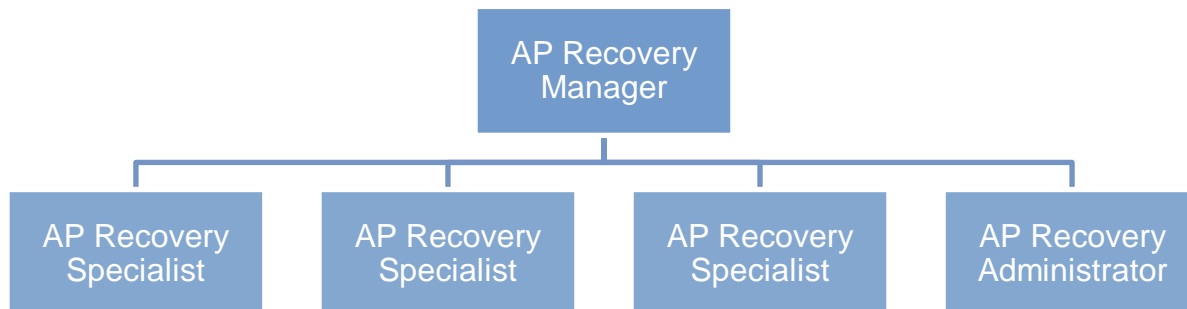 AP Recovery
Manager
AP Recovery
Specialist
AP Recovery
Specialist
AP Recovery
Specialist
AP Recovery
Administrator